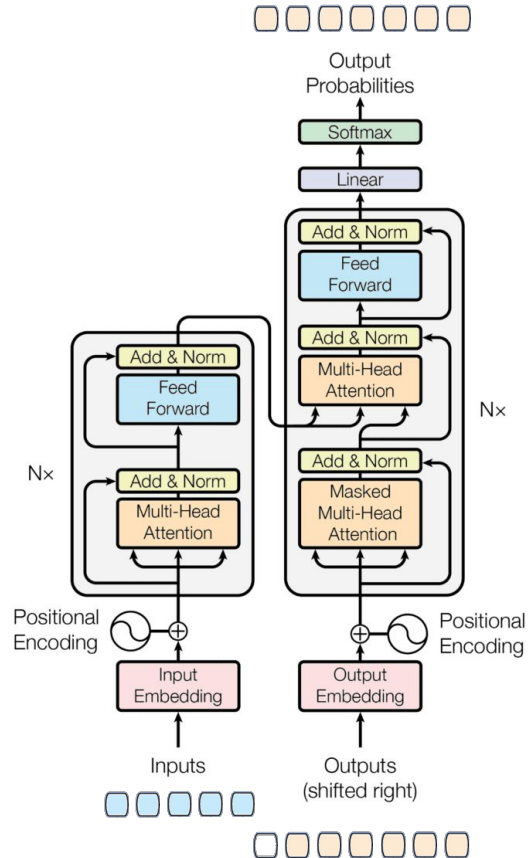 Output
Probabilities
Softmax
Linear
Add & Norm
Feed
Forward
Add & Norm
Multi-Head
Attention
N×
Add & Norm
Masked
Multi-Head
Attention
Add & Norm
Feed
Forward
N×
Add & Norm
Multi-Head
Attention
Positional
Encoding
Positional
Encoding
Input
Embedding
Output
Embedding
Inputs
Outputs
(shifted right)